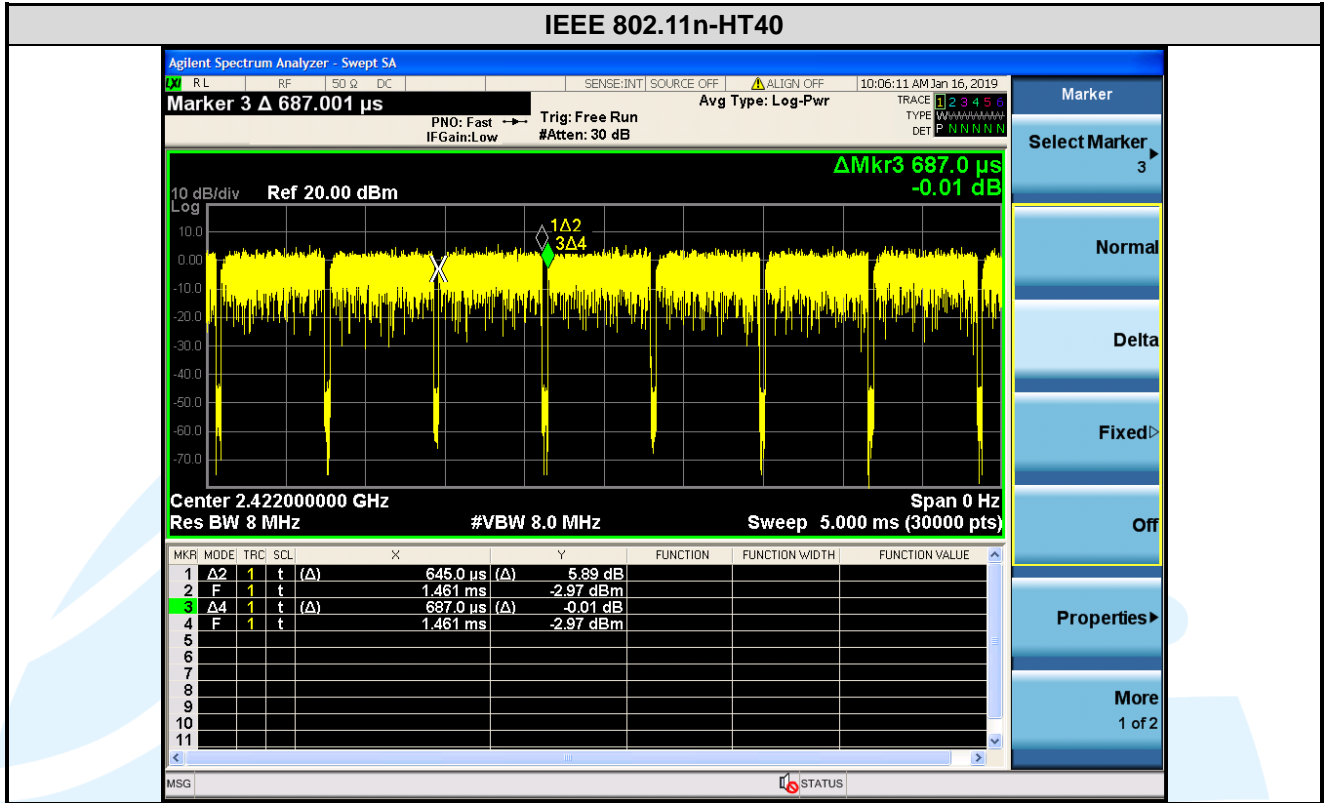 IEEE 802.11n-HT40
Agilent Spectrum Analyzer - Swept SA
LXI RL RF 50 Ω DC SENSE:INT SOURCE OFF ⚠ALIGN OFF 10:06:11 AM Jan 16, 2019
Marker 3 Δ 687.001 µs
PNO: Fast
IFGain:Low
Trig: Free Run
#Atten: 30 dB
Avg Type: Log-Pwr
TRACE 1 2 3 4 5 6
TYPE W
DET P N N N N N
ΔMkr3 687.0 µs
-0.01 dB
10 dB/div Ref 20.00 dBm
Log
10.0
0.00
-10.0
-20.0
-30.0
-40.0
-50.0
-60.0
-70.0
1Δ2
3Δ4
Center 2.422000000 GHz Span 0 Hz
Res BW 8 MHz #VBW 8.0 MHz Sweep 5.000 ms (30000 pts)
MKR MODE TRC SCL X Y FUNCTION FUNCTION WIDTH FUNCTION VALUE
1 Δ2 1 t (Δ) 645.0 µs (Δ) 5.89 dB
2 F 1 t 1.461 ms -2.97 dBm
3 Δ4 1 t (Δ) 687.0 µs (Δ) -0.01 dB
4 F 1 t 1.461 ms -2.97 dBm
5
6
7
8
9
10
11
MSG STATUS
Marker
Select Marker
3
Normal
Delta
Fixed
Off
Properties
More
1 of 2